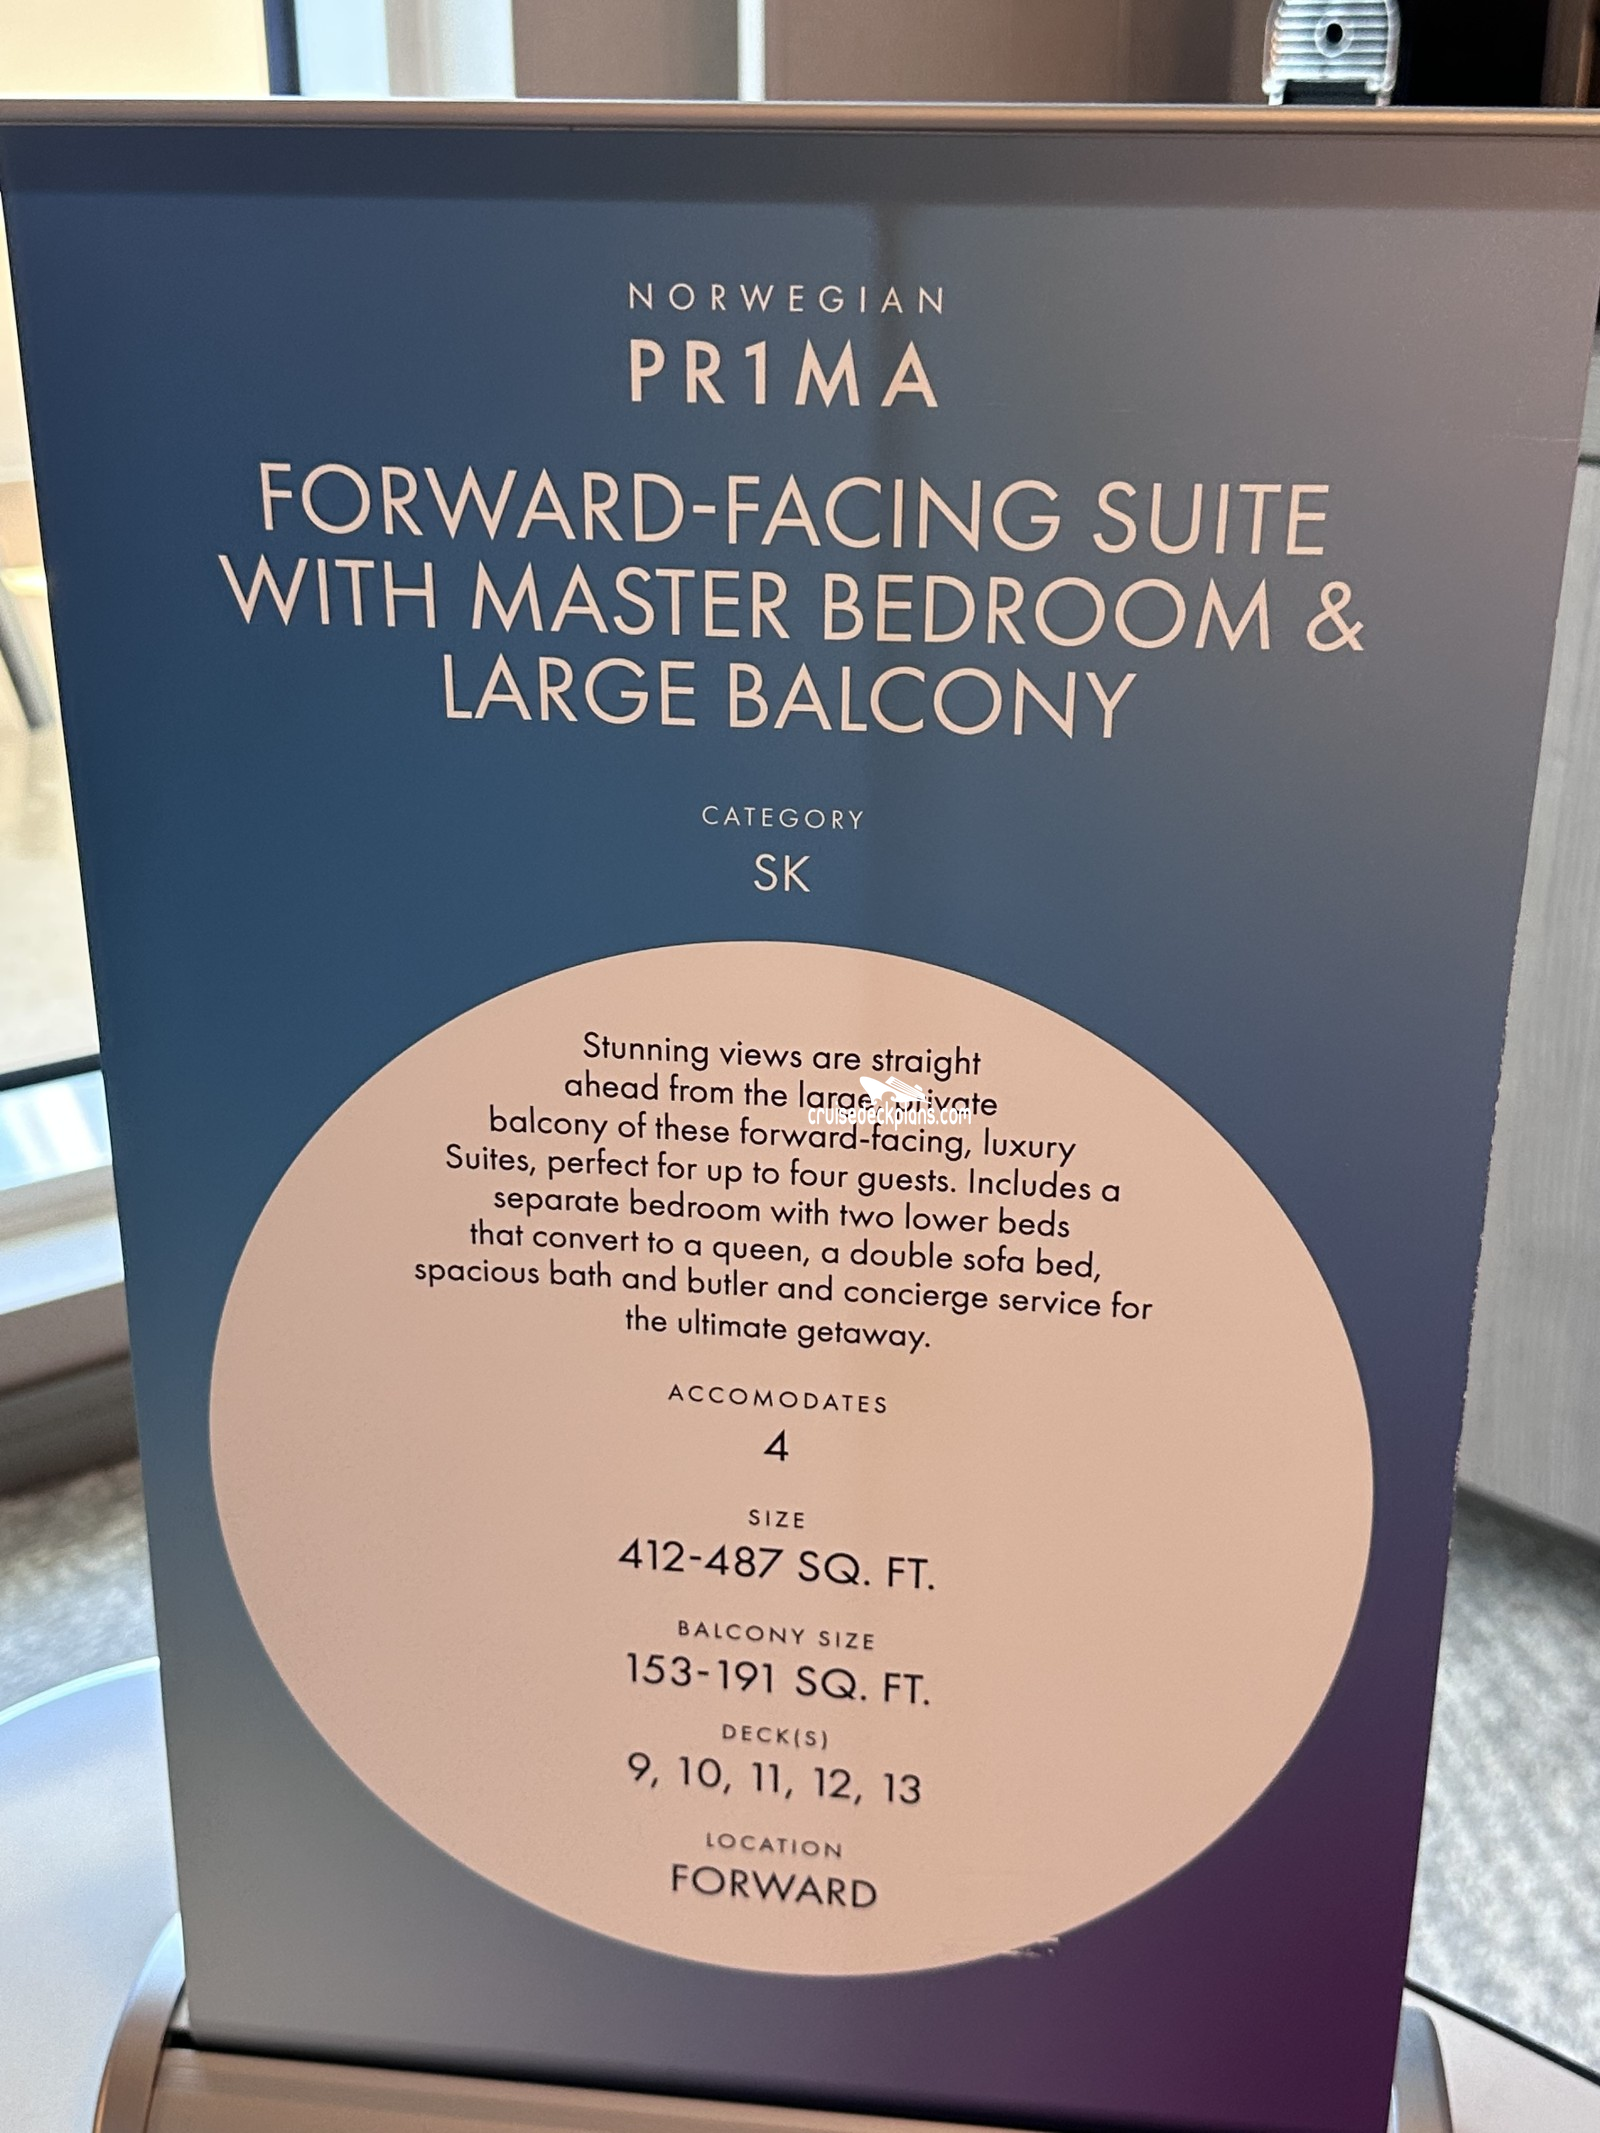 NORWEGIAN
PR1MA
FORWARD-FACING SUITE
WITH MASTER BEDROOM &
LARGE BALCONY
CATEGORY
SK
Stunning views are straight
ahead from the large, private
balcony of these forward-facing, luxury
Suites, perfect for up to four guests. Includes a
separate bedroom with two lower beds
that convert to a queen, a double sofa bed,
spacious bath and butler and concierge service for
the ultimate getaway.
ACCOMODATES
4
SIZE
412-487 SQ. FT.
BALCONY SIZE
153-191 SQ. FT.
DECK(S)
9, 10, 11, 12, 13
LOCATION
FORWARD
cruisedeckplans.com